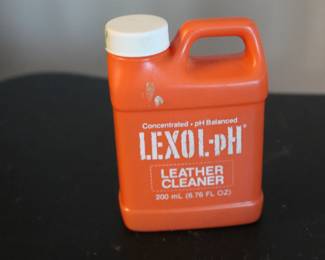 Concentrated • pH Balanced
LEXOL-pH®
LEATHER
CLEANER
200 mL (6.76 FL OZ)